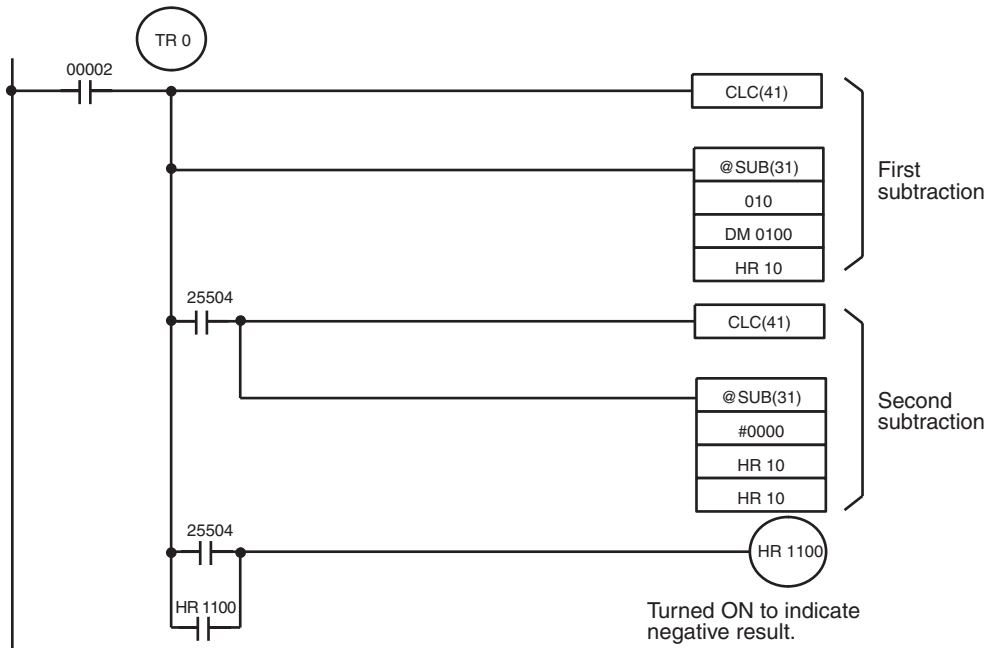 TR 0
00002
CLC(41)
@SUB(31)
010
DM 0100
HR 10
First
subtraction
25504
CLC(41)
@SUB(31)
#0000
HR 10
HR 10
Second
subtraction
25504
HR 1100
HR 1100
Turned ON to indicate
negative result.